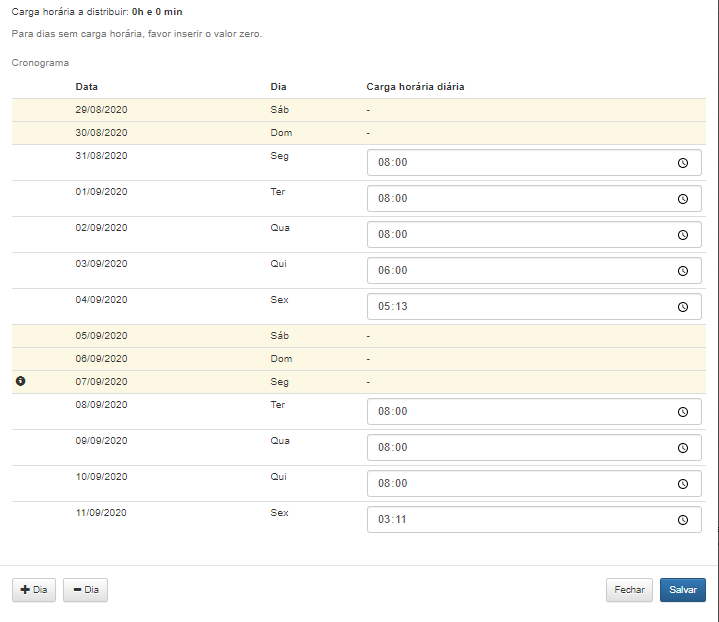 Carga horária a distribuir: 0h e 0 min
Para dias sem carga horária, favor inserir o valor zero.
Cronograma
Data Dia Carga horária diária
29/08/2020 Sáb -
30/08/2020 Dom -
31/08/2020 Seg 08:00
01/09/2020 Ter 08:00
02/09/2020 Qua 08:00
03/09/2020 Qui 06:00
04/09/2020 Sex 05:13
05/09/2020 Sáb -
06/09/2020 Dom -
07/09/2020 Seg -
08/09/2020 Ter 08:00
09/09/2020 Qua 08:00
10/09/2020 Qui 08:00
11/09/2020 Sex 03:11
+ Dia - Dia Fechar Salvar